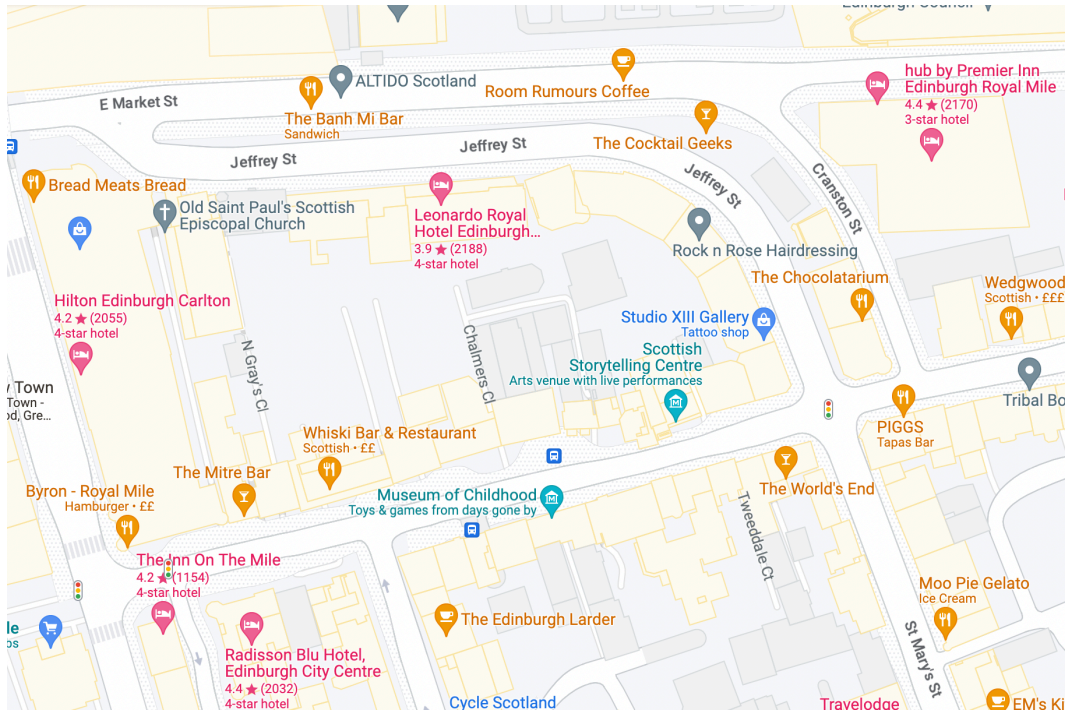 Edinburgh Council
ALTIDO Scotland
E Market St
The Banh Mi Bar
Sandwich
Room Rumours Coffee
hub by Premier Inn
Edinburgh Royal Mile
4.4 ★ (2170)
3-star hotel
The Cocktail Geeks
Jeffrey St
Jeffrey St
Jeffrey St
Cranston St
Bread Meats Bread
Old Saint Paul's Scottish
Episcopal Church
Leonardo Royal
Hotel Edinburgh...
3.9 ★ (2188)
4-star hotel
Rock n Rose Hairdressing
The Chocolatarium
Wedgwood
Scottish • £££
Hilton Edinburgh Carlton
4.2 ★ (2055)
4-star hotel
Studio XIII Gallery
Tattoo shop
Scottish
Storytelling Centre
Arts venue with live performances
N Gray's Cl
Chalmers Cl
w Town
Town -
od, Gre...
Tribal Bo
PIGGS
Tapas Bar
Whiski Bar & Restaurant
Scottish • ££
The Mitre Bar
Byron - Royal Mile
Hamburger • ££
Museum of Childhood
Toys & games from days gone by
The World's End
Tweeddale Ct
The Inn On The Mile
4.2 ★ (1154)
4-star hotel
Moo Pie Gelato
Ice Cream
The Edinburgh Larder
le
os
Radisson Blu Hotel,
Edinburgh City Centre
4.4 ★ (2032)
4-star hotel
St Mary's St
Cycle Scotland
Travelodge
EM's Ki